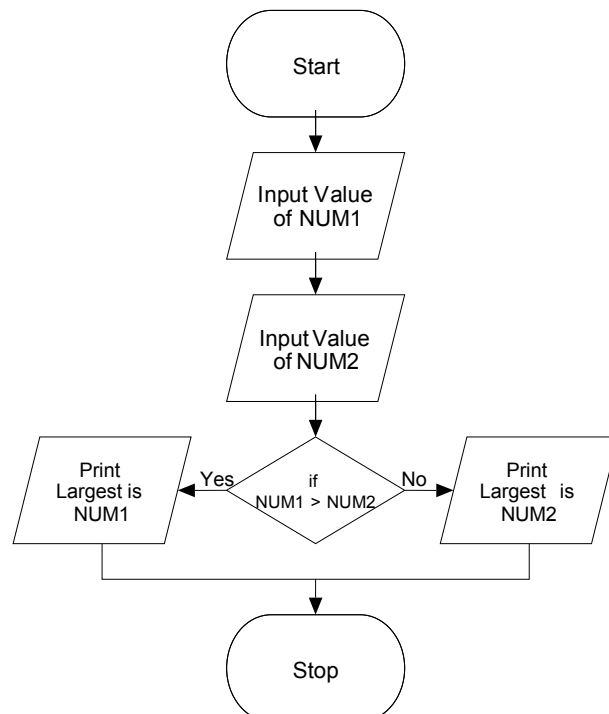 Start
Input Value
of NUM1
Input Value
of NUM2
Yes
if
NUM1 > NUM2
No
Print
Largest is
NUM1
Print
Largest is
NUM2
Stop